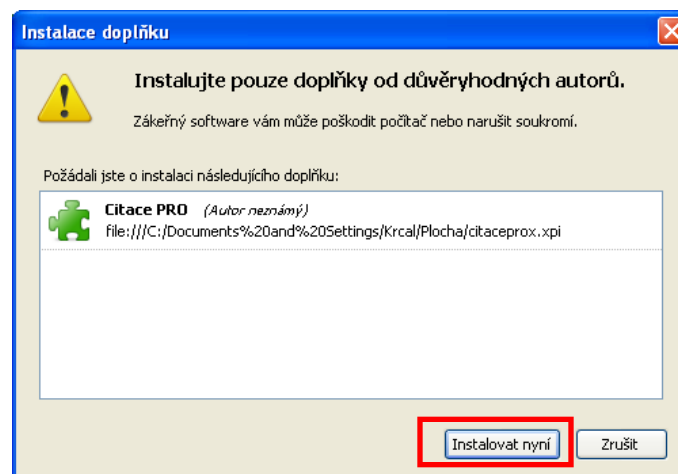 Instalace doplňku
Instalujte pouze doplňky od důvěryhodných autorů.
Zákeřný software vám může poškodit počítač nebo narušit soukromí.
Požádali jste o instalaci následujícího doplňku:
Citace PRO (Autor neznámý)
file:///C:/Documents%20and%20Settings/Krcal/Plocha/citaceprox.xpi
Instalovat nyní Zrušit